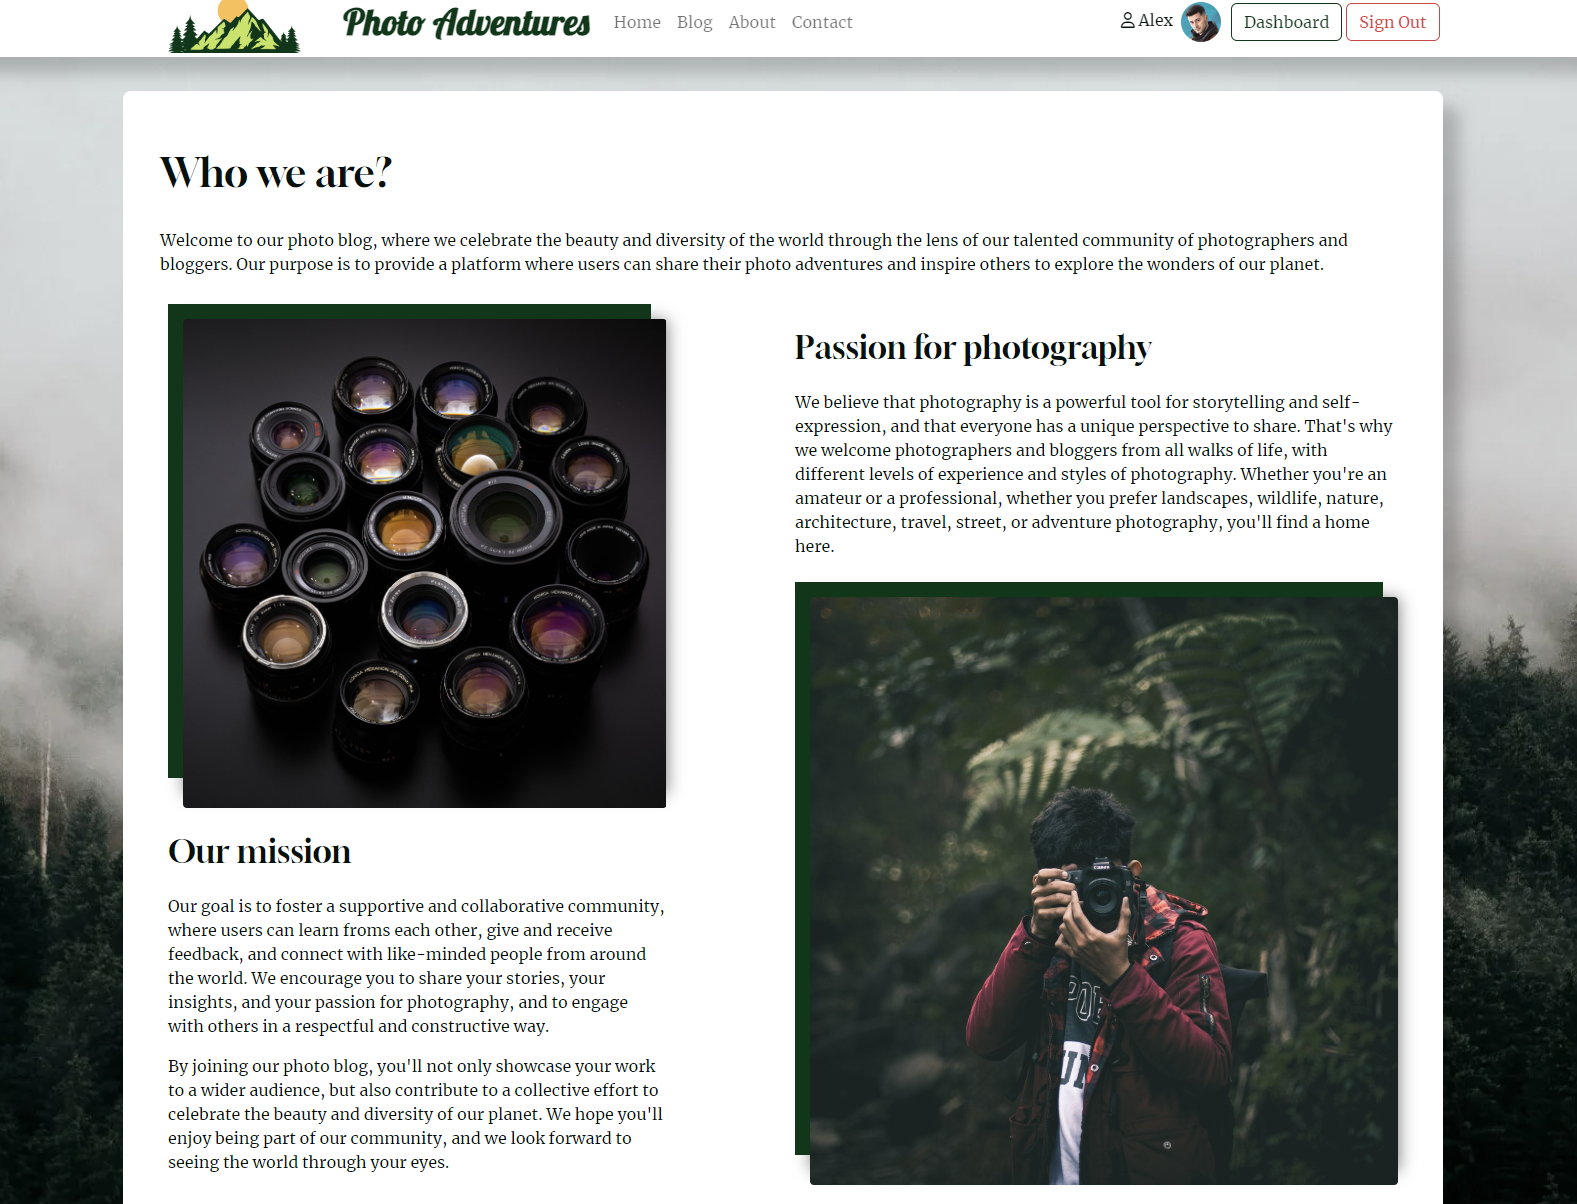 Photo Adventures Home Blog About Contact Alex Dashboard Sign Out
Who we are?
Welcome to our photo blog, where we celebrate the beauty and diversity of the world through the lens of our talented community of photographers and
bloggers. Our purpose is to provide a platform where users can share their photo adventures and inspire others to explore the wonders of our planet.
Passion for photography
We believe that photography is a powerful tool for storytelling and self-
expression, and that everyone has a unique perspective to share. That's why
we welcome photographers and bloggers from all walks of life, with
different levels of experience and styles of photography. Whether you're an
amateur or a professional, whether you prefer landscapes, wildlife, nature,
architecture, travel, street, or adventure photography, you'll find a home
here.
Canon
Our mission
Our goal is to foster a supportive and collaborative community,
where users can learn froms each other, give and receive
feedback, and connect with like-minded people from around
the world. We encourage you to share your stories, your
insights, and your passion for photography, and to engage
with others in a respectful and constructive way.
By joining our photo blog, you'll not only showcase your work
to a wider audience, but also contribute to a collective effort to
celebrate the beauty and diversity of our planet. We hope you'll
enjoy being part of our community, and we look forward to
seeing the world through your eyes.